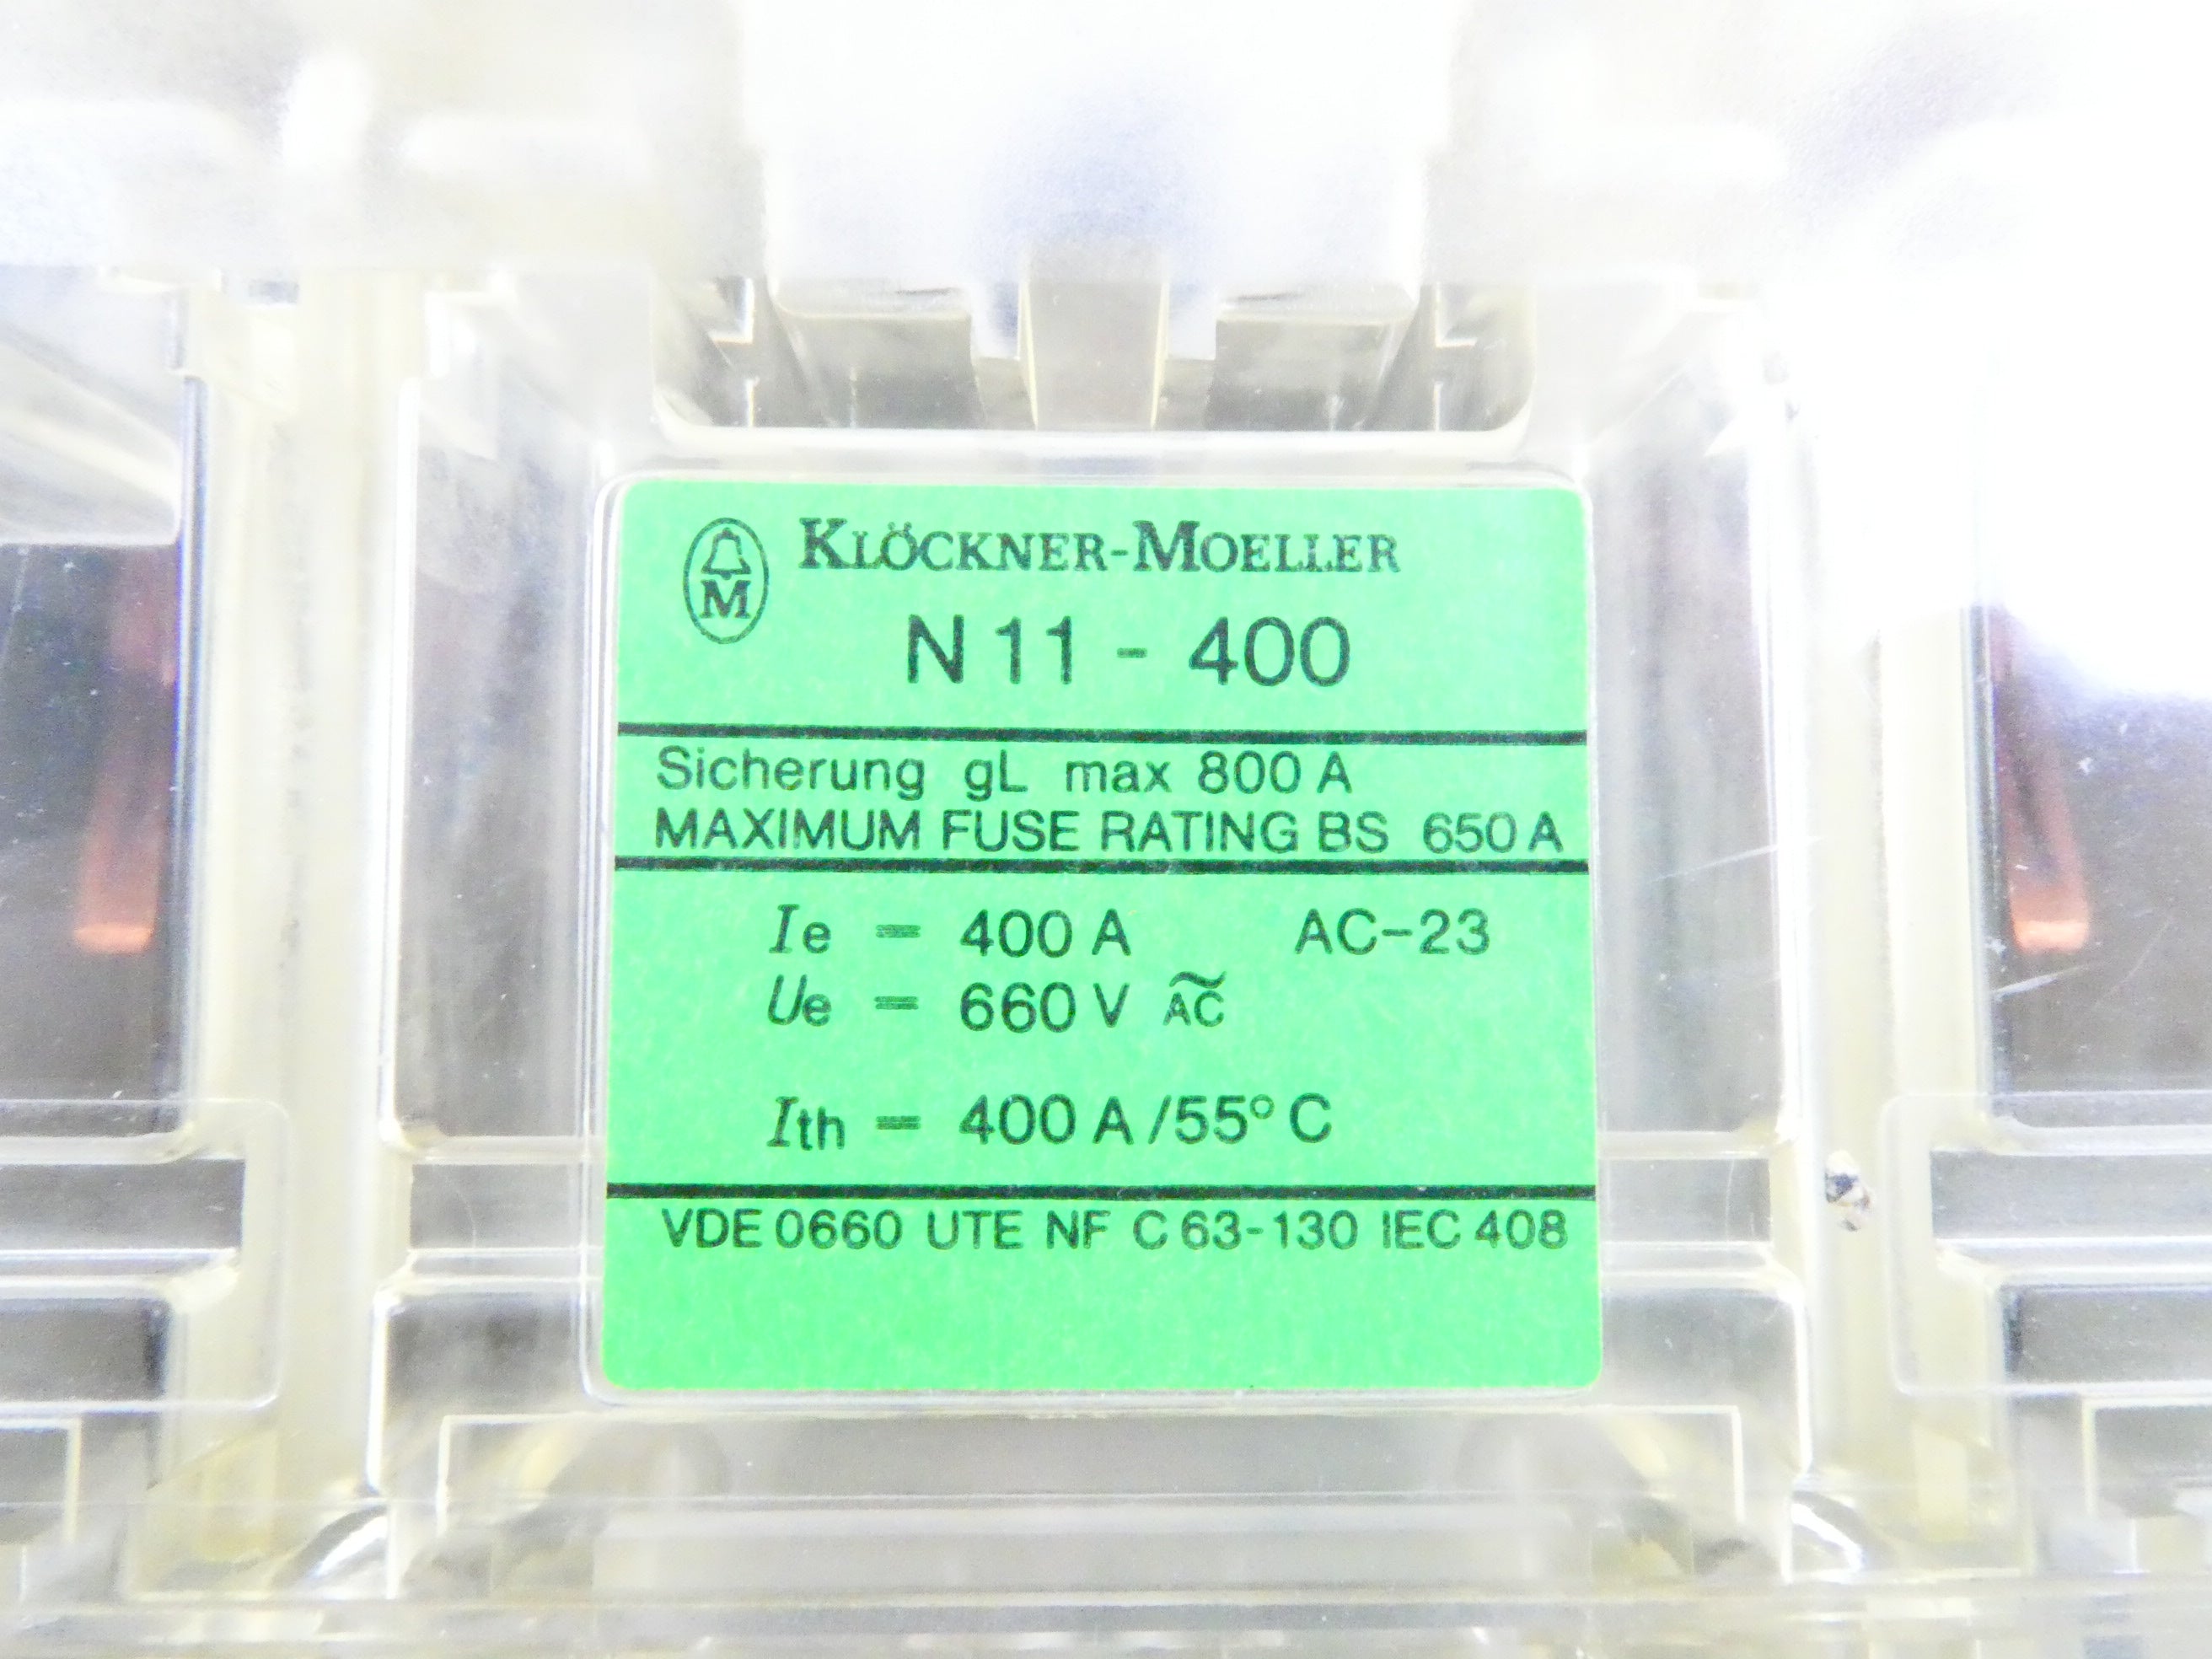 M
KLÖCKNER-MOELLER
N 11 - 400
Sicherung gL max 800 A
MAXIMUM FUSE RATING BS 650 A
Ie = 400 A AC-23
Ue = 660 V AC
Ith = 400 A /55° C
VDE 0660 UTE NF C 63-130 IEC 408